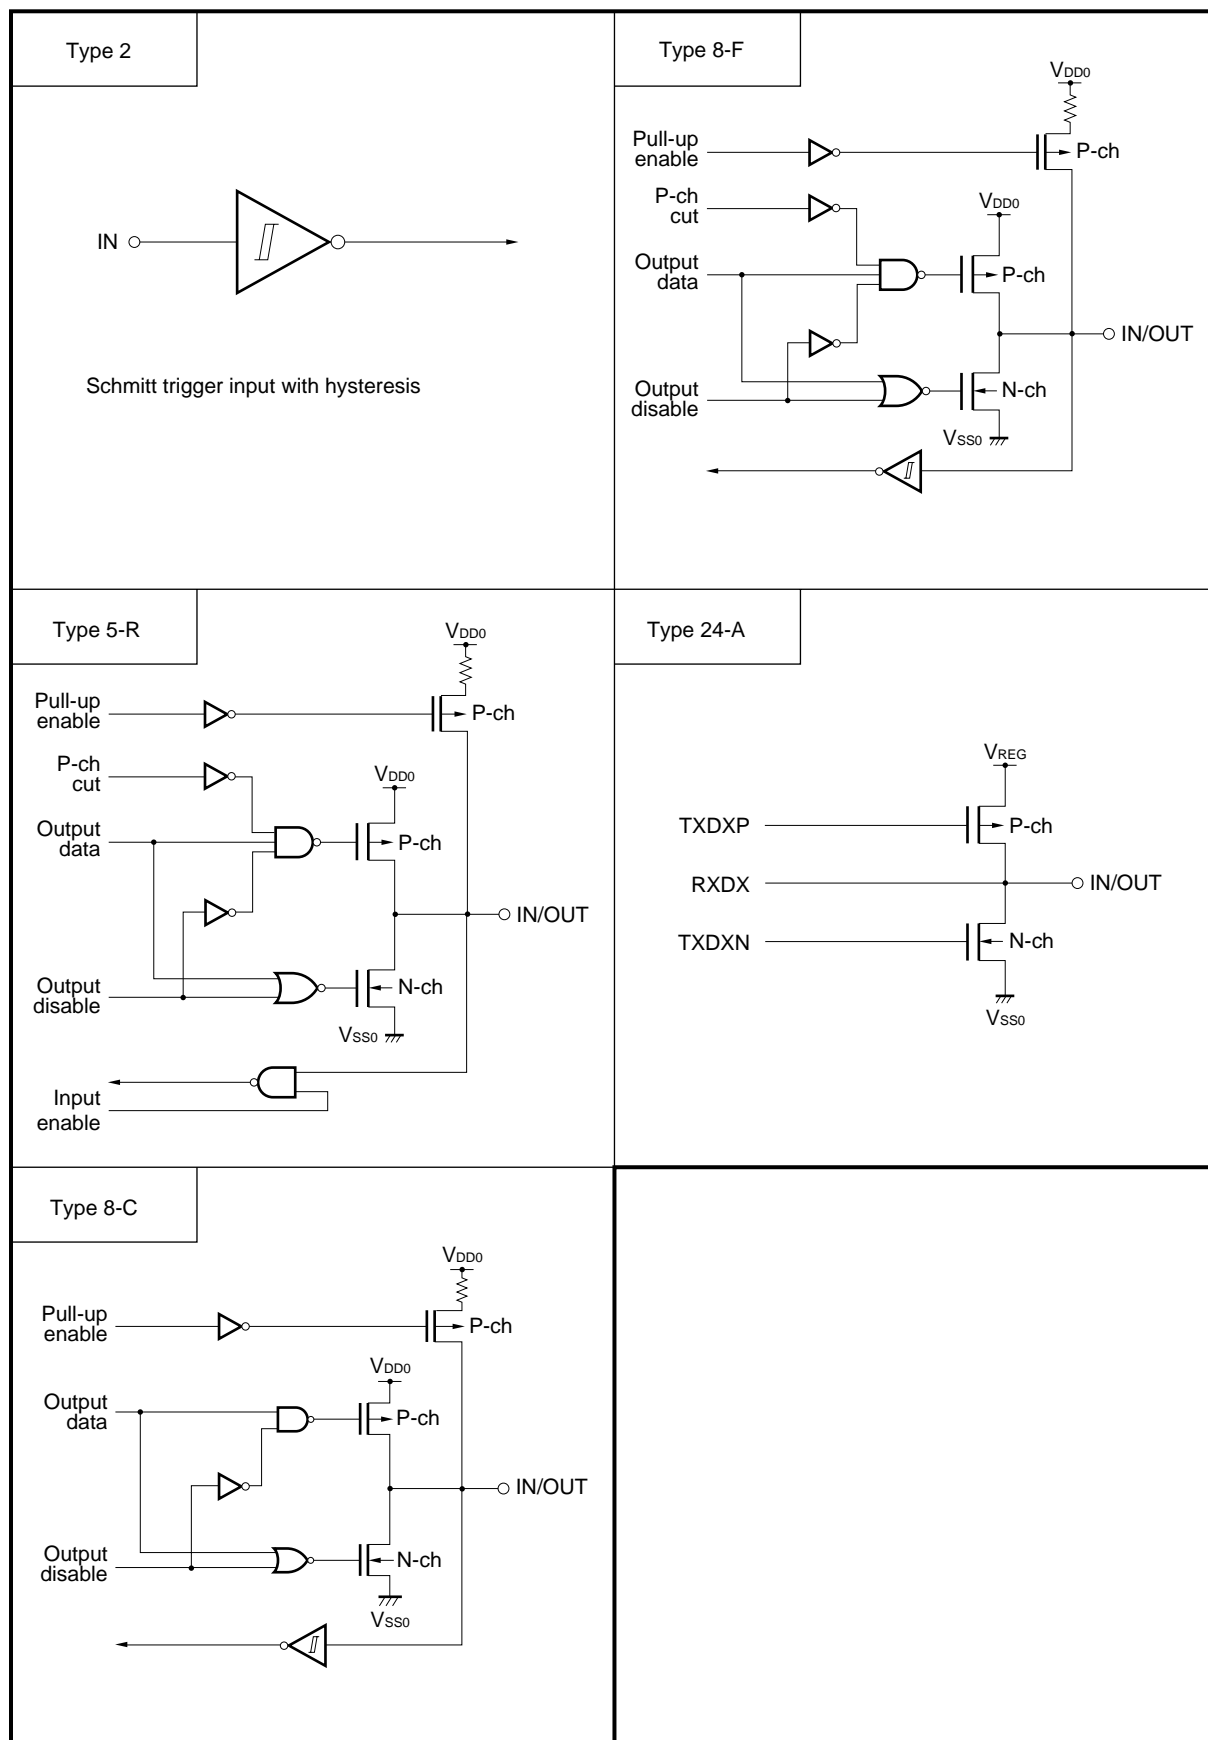 Type 2
IN
Schmitt trigger input with hysteresis
Type 8-F
VDD0
Pull-up
enable
P-ch
P-ch
cut
VDD0
Output
data
P-ch
IN/OUT
Output
disable
N-ch
VSS0
Type 5-R
VDD0
Pull-up
enable
P-ch
P-ch
cut
VDD0
Output
data
P-ch
IN/OUT
Output
disable
N-ch
VSS0
Input
enable
Type 24-A
VREG
TXDXP
P-ch
RXDX
IN/OUT
TXDXN
N-ch
VSS0
Type 8-C
VDD0
Pull-up
enable
P-ch
VDD0
Output
data
P-ch
IN/OUT
Output
disable
N-ch
VSS0